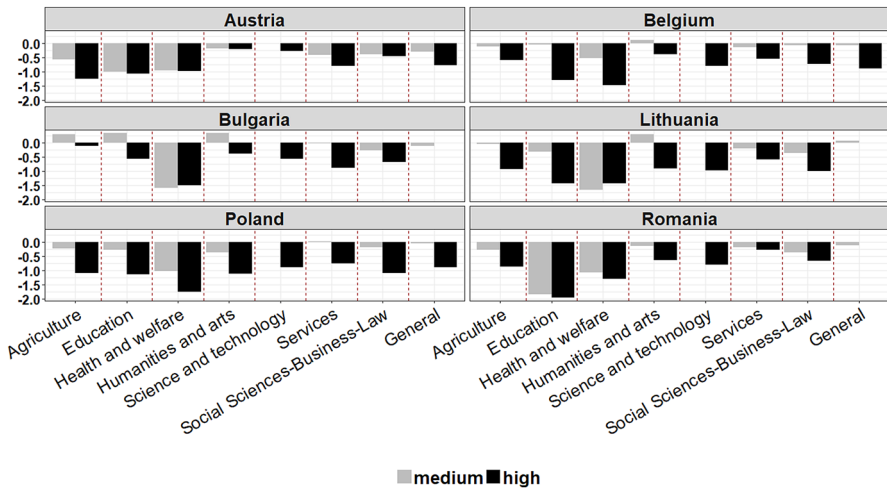 Austria
Belgium
0.0
-0.5
-1.0
-1.5
-2.0
Bulgaria
Lithuania
0.0
-0.5
-1.0
-1.5
-2.0
Poland
Romania
0.0
-0.5
-1.0
-1.5
-2.0
Agriculture
Education
Health and welfare
Humanities and arts
Science and technology
Services
Social Sciences-Business-Law
General
Agriculture
Education
Health and welfare
Humanities and arts
Science and technology
Services
Social Sciences-Business-Law
General
medium high